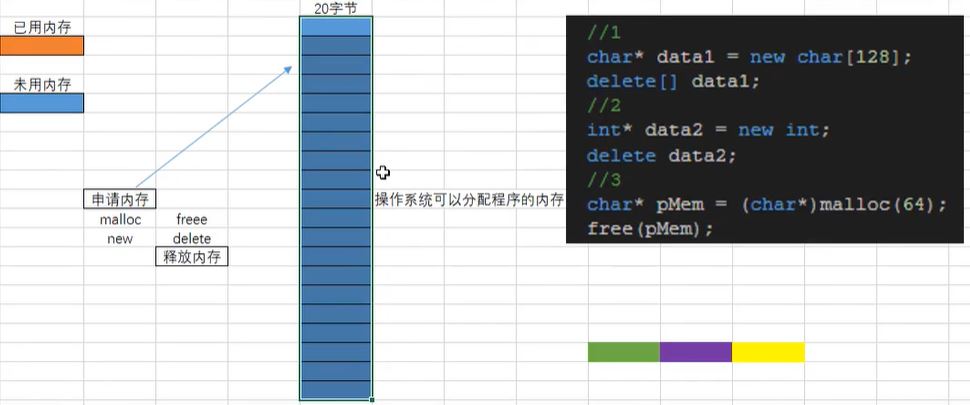 20字节
已用内存
未用内存
申请内存
malloc freee
new delete
释放内存
操作系统可以分配程序的内存
//1
char* data1 = new char[128];
delete[] data1;
//2
int* data2 = new int;
delete data2;
//3
char* pMem = (char*)malloc(64);
free(pMem);